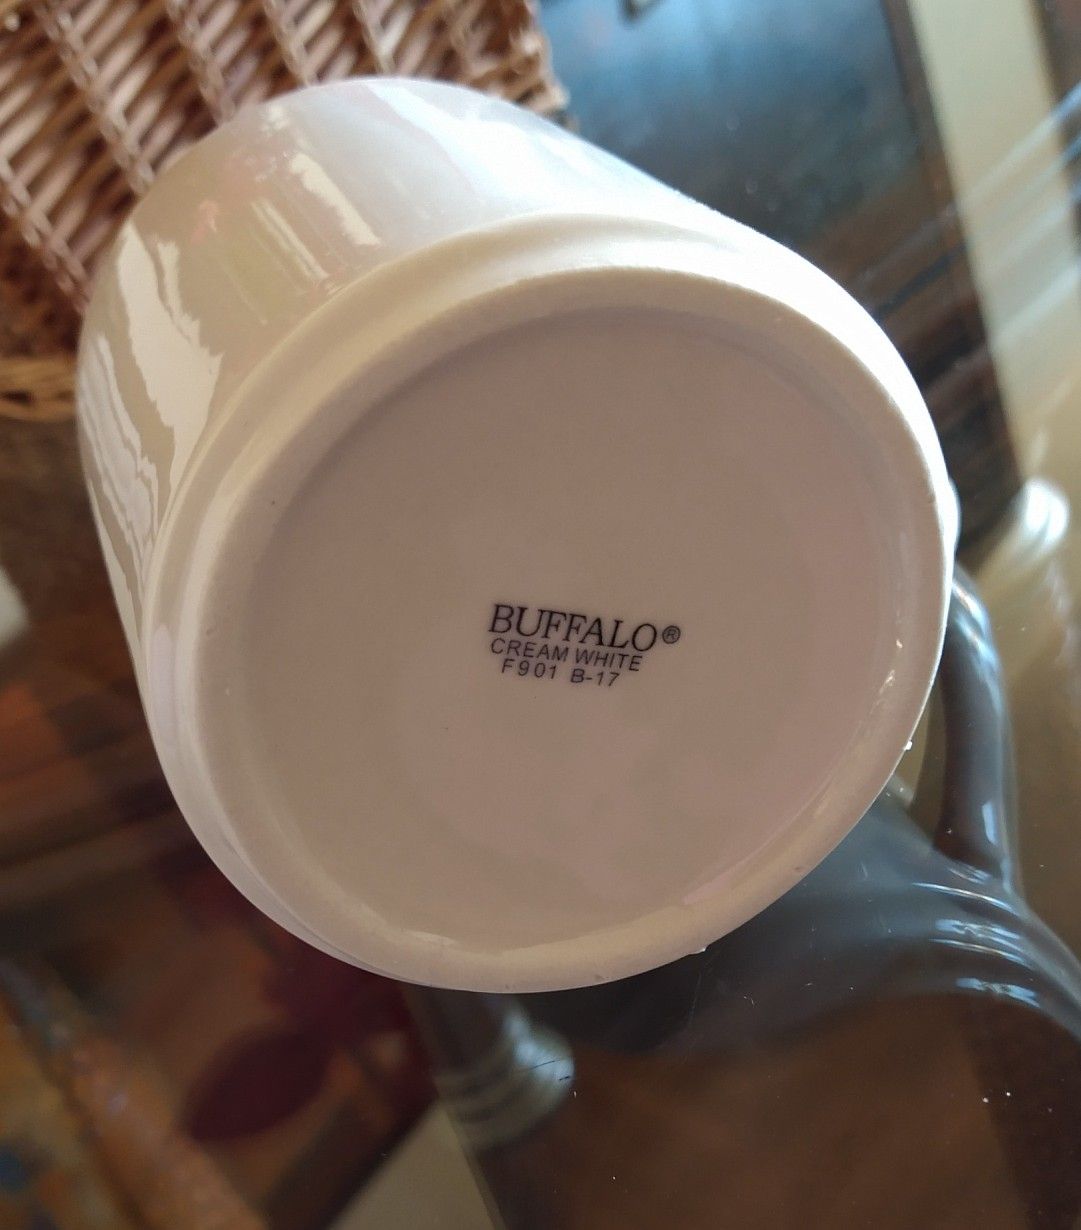 BUFFALO®
CREAM WHITE
F901 B-17